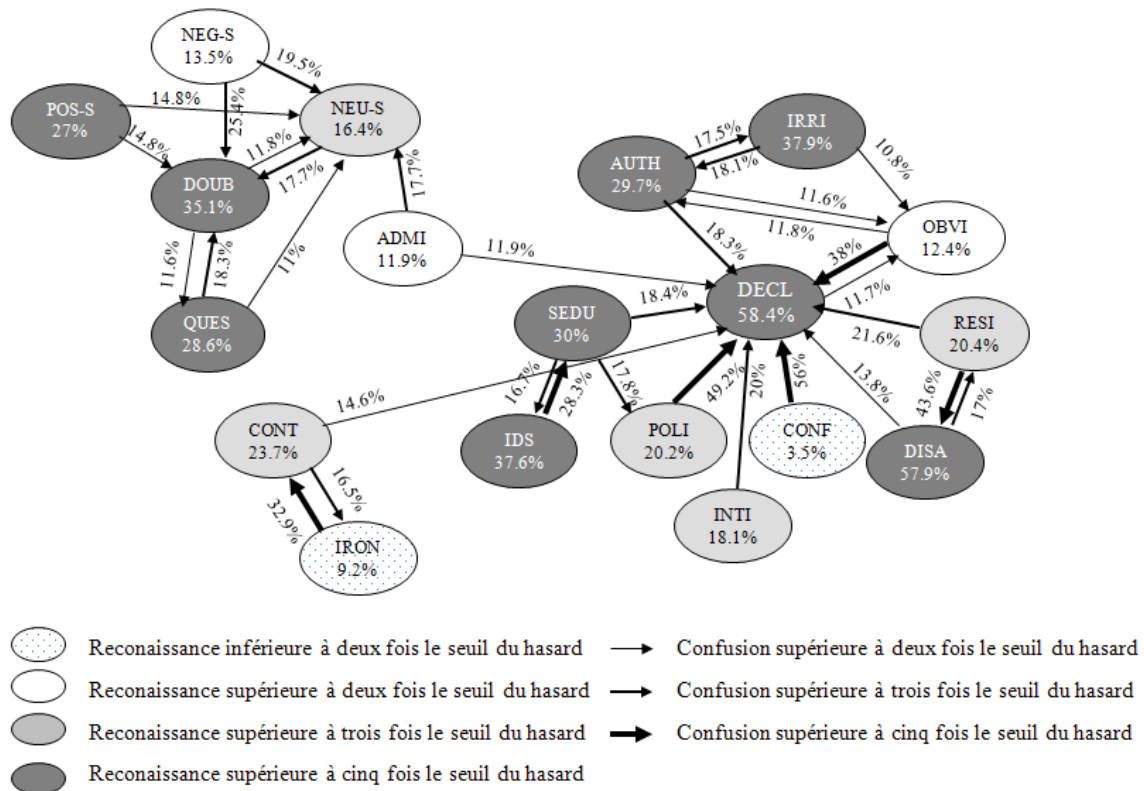 NEG-S
13.5%
19.5%
POS-S
27%
14.8%
25.4%
NEU-S
16.4%
14.8%
11.8%
17.7%
DOUB
35.1%
17.7%
11.6%
18.3%
11%
QUES
28.6%
ADMI
11.9%
11.9%
AUTH
29.7%
17.5%
18.1%
IRRI
37.9%
10.8%
11.6%
11.8%
OBVI
12.4%
18.3%
38%
DECL
58.4%
11.7%
21.6%
RESI
20.4%
SEDU
30%
18.4%
16.7%
28.3%
17.8%
49.2%
20%
56%
13.8%
43.6%
17%
14.6%
CONT
23.7%
IDS
37.6%
POLI
20.2%
CONF
3.5%
DISA
57.9%
16.5%
32.9%
INTI
18.1%
IRON
9.2%
Reconaissance inférieure à deux fois le seuil du hasard
Confusion supérieure à deux fois le seuil du hasard
Reconaissance supérieure à deux fois le seuil du hasard
Confusion supérieure à trois fois le seuil du hasard
Reconaissance supérieure à trois fois le seuil du hasard
Confusion supérieure à cinq fois le seuil du hasard
Reconaissance supérieure à cinq fois le seuil du hasard